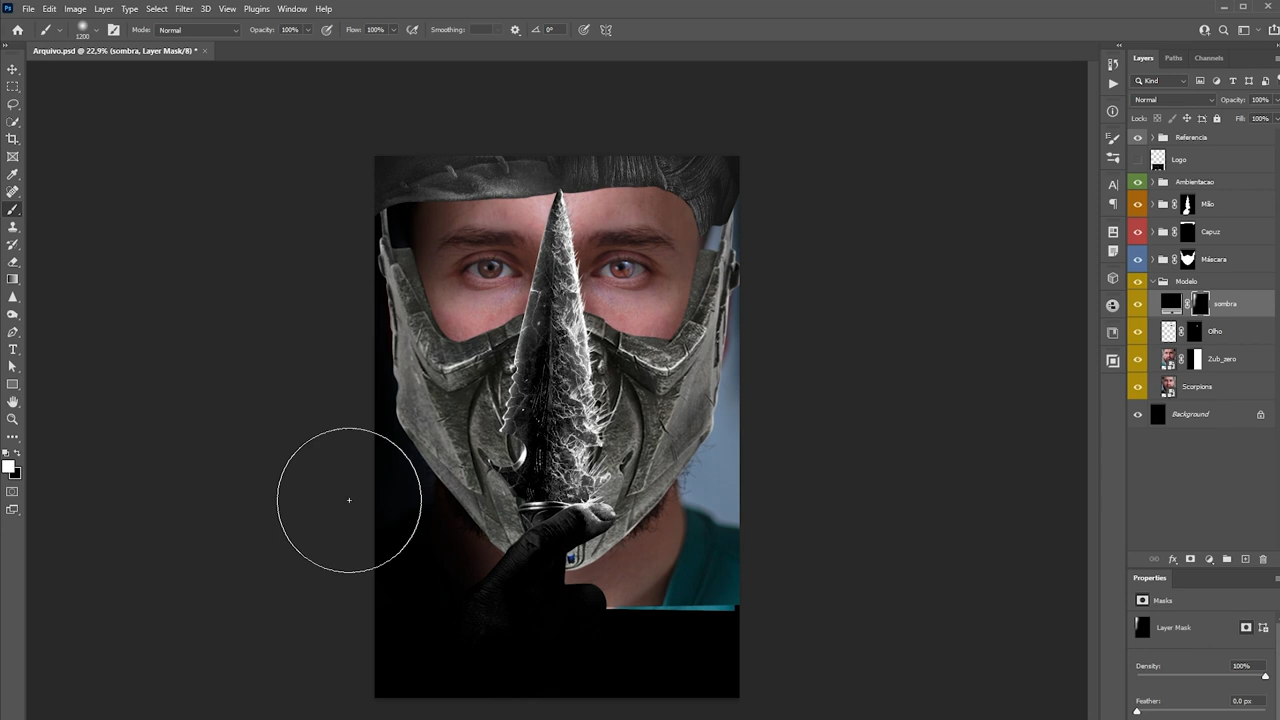 File Edit Image Layer Type Select Filter 3D View Plugins Window Help
1200 Mode: Normal Opacity: 100% Flow: 100% Smoothing: 0°
Arquivo.psd @ 22,9% (sombra, Layer Mask/8) * ×
Layers Paths Channels
Kind
Normal Opacity: 100%
Lock: Fill: 100%
Referencia
Logo
Ambientacao
Mão
Capuz
Máscara
Modelo
sombra
Olho
Zub_zero
Scorpions
Background
fx
Properties
Masks
Layer Mask
Density: 100%
Feather: 0,0 px